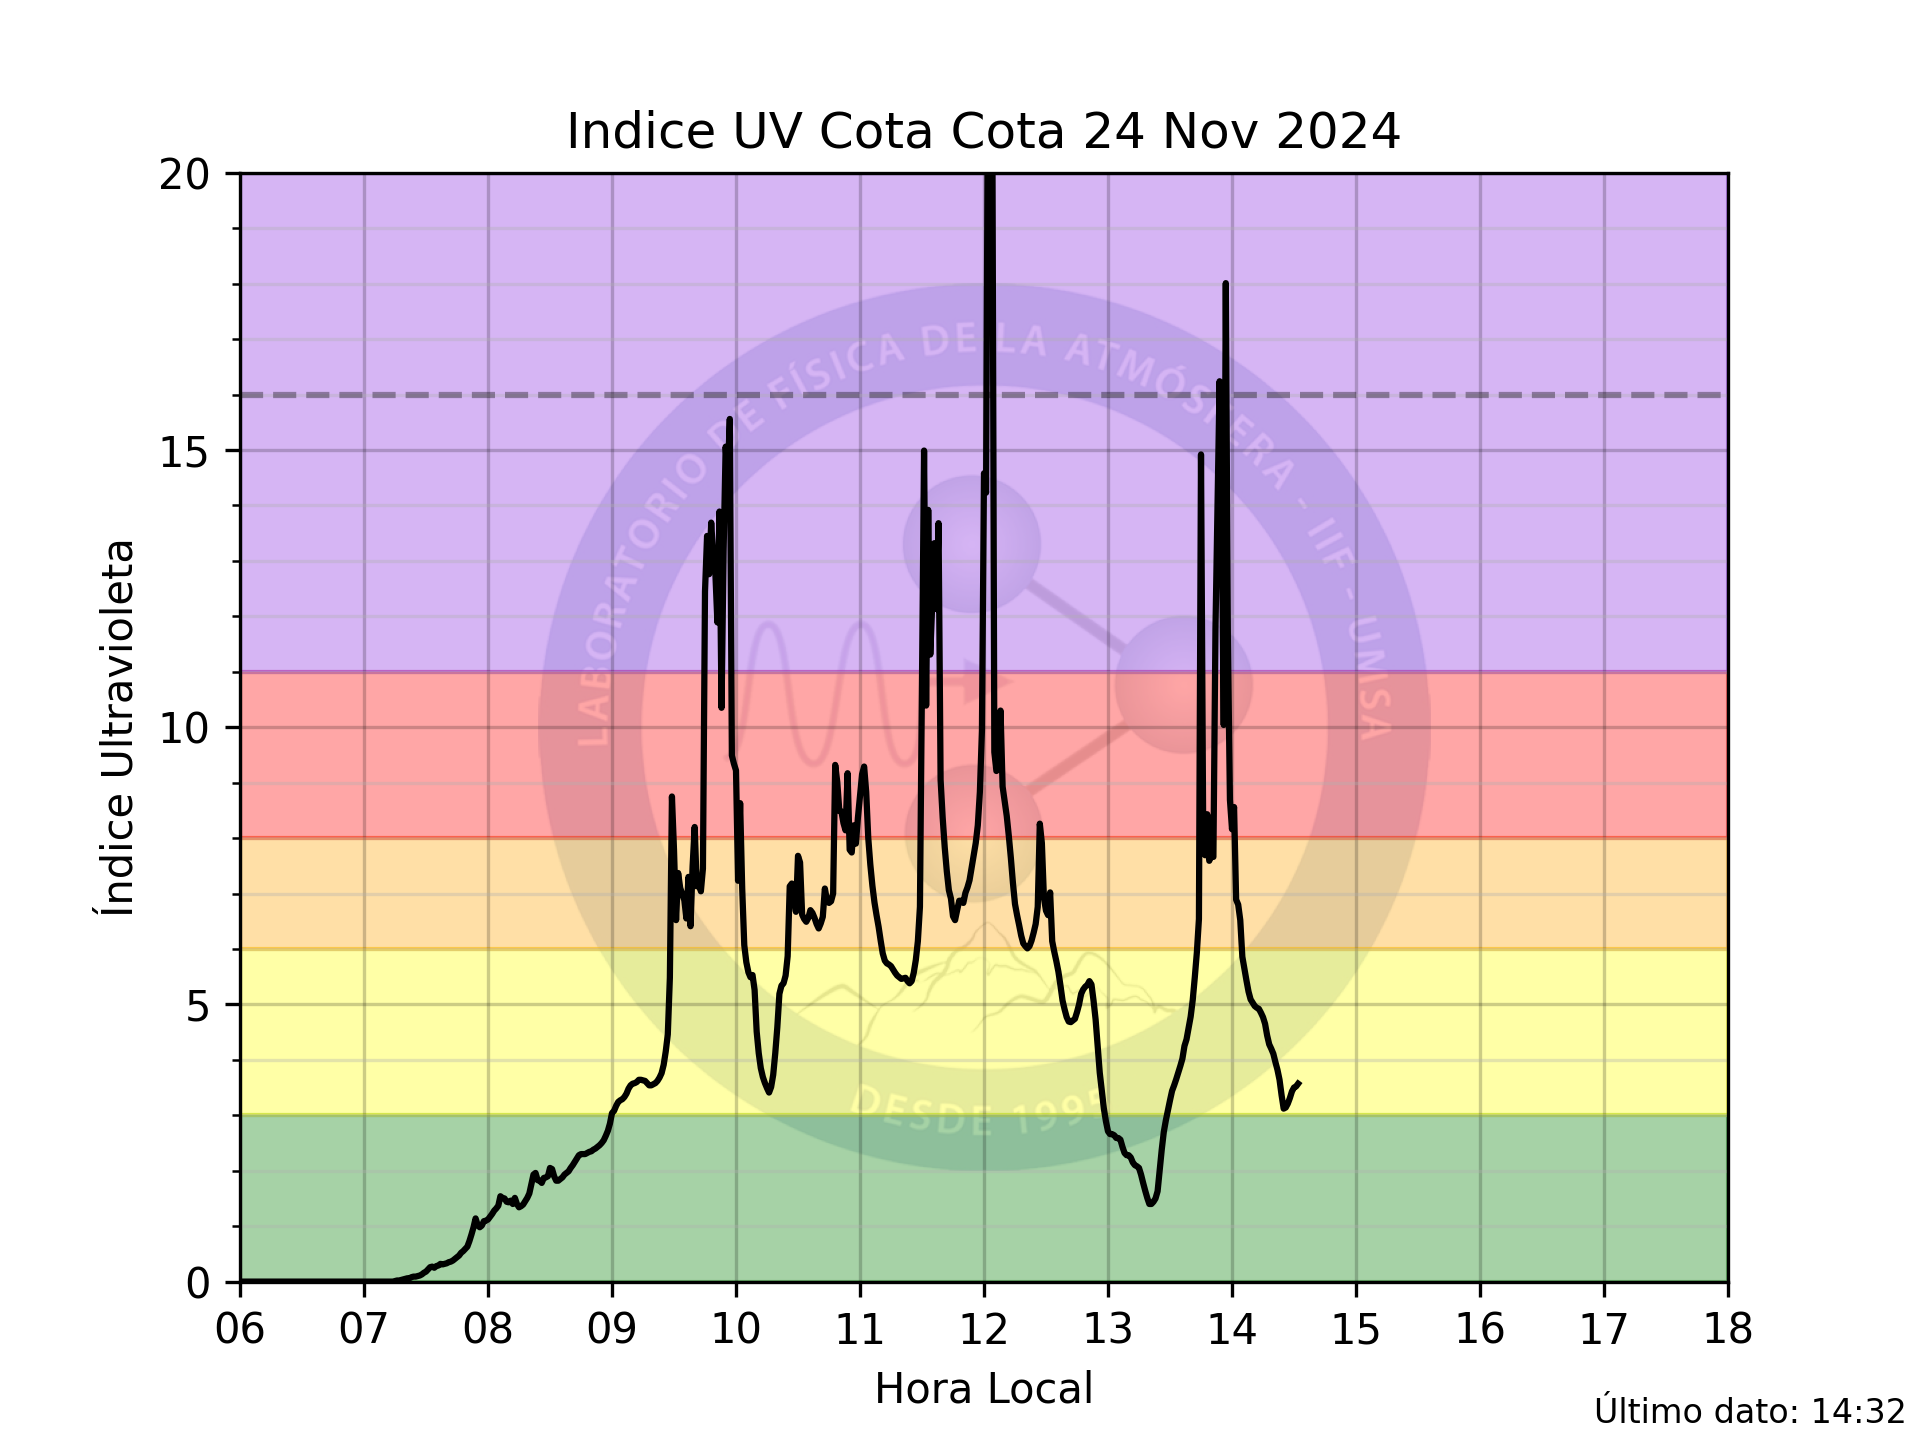 Indice UV Cota Cota 24 Nov 2024
20
15
10
5
0
Índice Ultravioleta
LABORATORIO DE FÍSICA DE LA ATMÓSFERA - IIF - UMSA
DESDE 1995
06 07 08 09 10 11 12 13 14 15 16 17 18
Hora Local
Último dato: 14:32